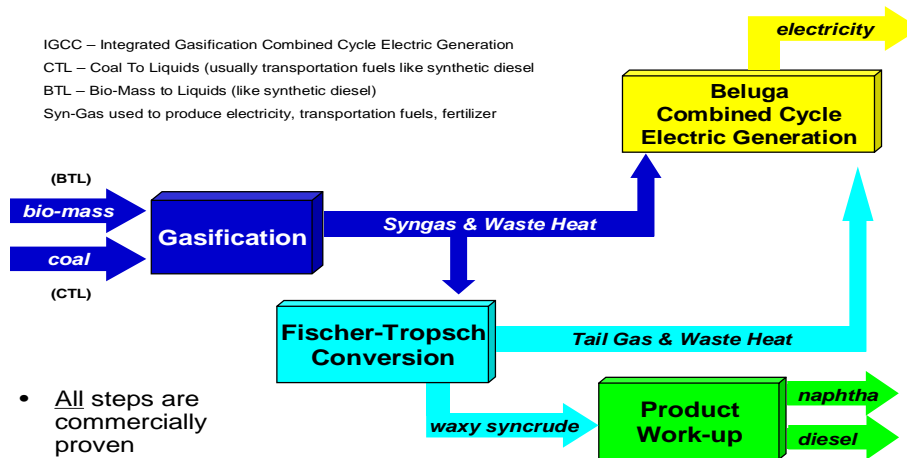 IGCC – Integrated Gasification Combined Cycle Electric Generation
CTL – Coal To Liquids (usually transportation fuels like synthetic diesel
BTL – Bio-Mass to Liquids (like synthetic diesel)
Syn-Gas used to produce electricity, transportation fuels, fertilizer
electricity
Beluga
Combined Cycle
Electric Generation
(BTL)
bio-mass
coal
(CTL)
Gasification
Syngas & Waste Heat
Fischer-Tropsch
Conversion
Tail Gas & Waste Heat
waxy syncrude
Product
Work-up
naphtha
diesel
• All steps are
commercially
proven